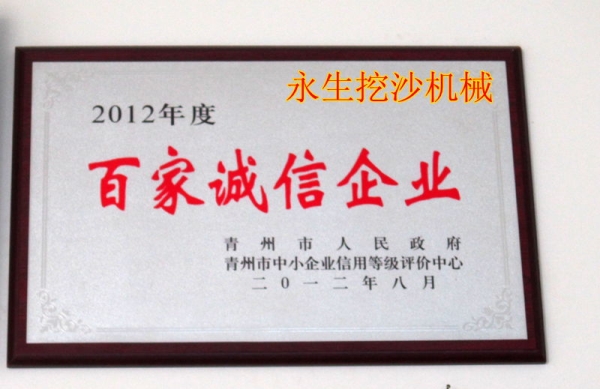 永生挖沙机械
2012年度
百家诚信企业
青州市人民政府
青州市中小企业信用等级评价中心
二〇一二年八月